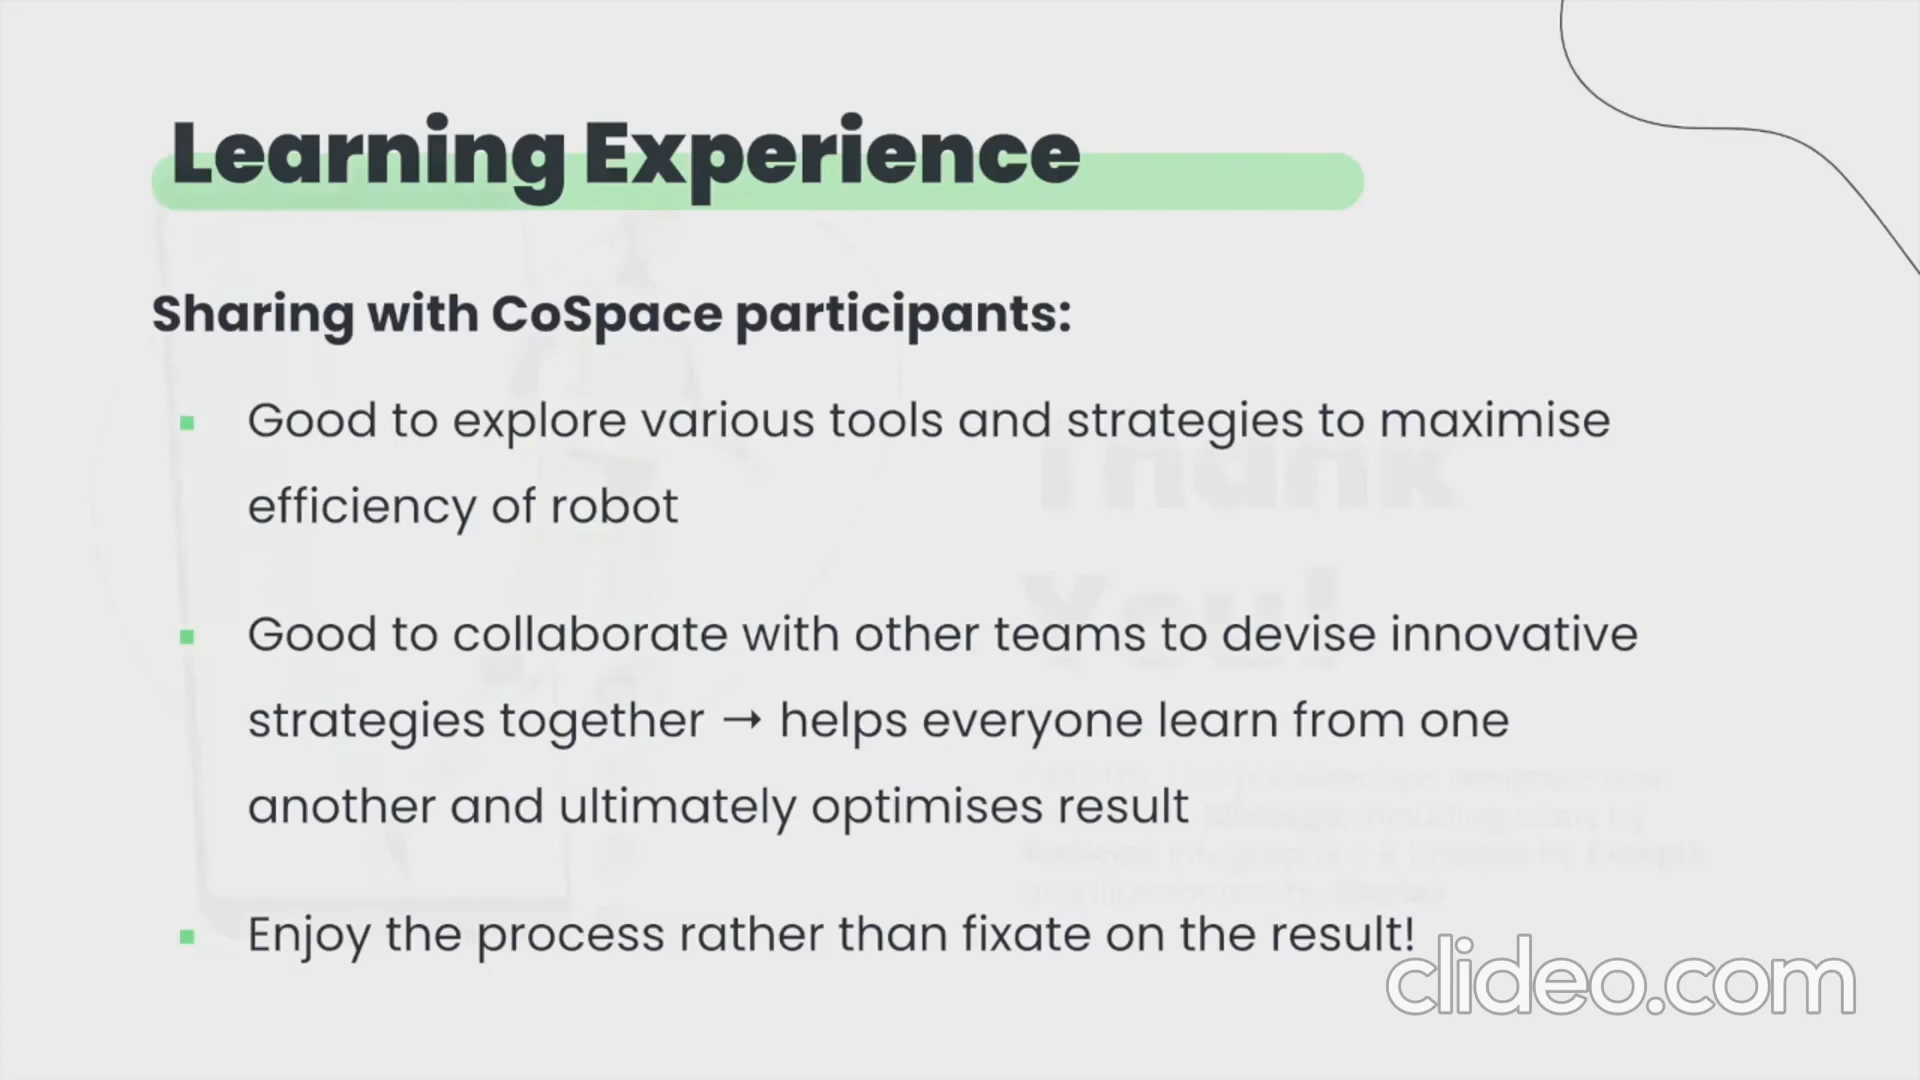 Learning Experience
Sharing with CoSpace participants:
▪ Good to explore various tools and strategies to maximise
efficiency of robot
▪ Good to collaborate with other teams to devise innovative
strategies together → helps everyone learn from one
another and ultimately optimises result
▪ Enjoy the process rather than fixate on the result!
Thank
You!
clideo.com